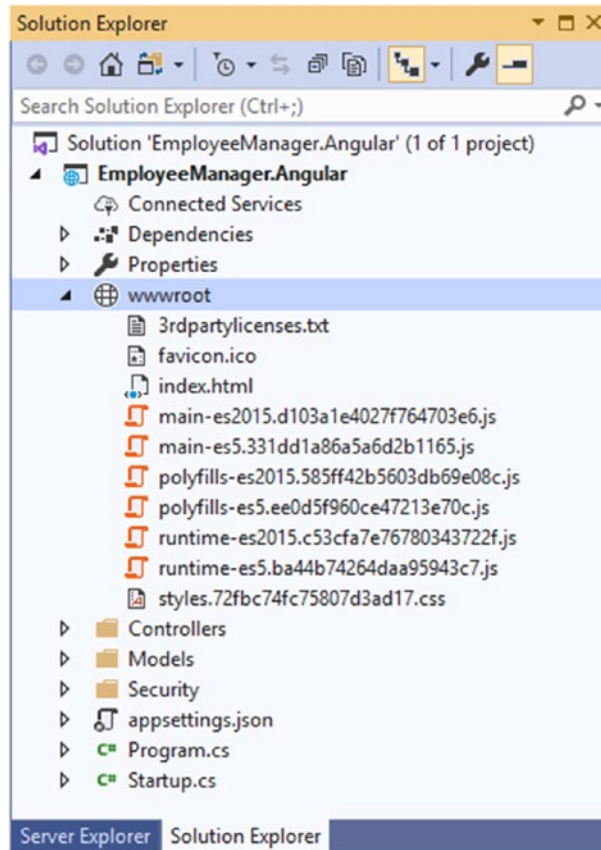 Solution Explorer
Search Solution Explorer (Ctrl+;)
Solution 'EmployeeManager.Angular' (1 of 1 project)
EmployeeManager.Angular
Connected Services
Dependencies
Properties
wwwroot
3rdpartylicenses.txt
favicon.ico
index.html
main-es2015.d103a1e4027f764703e6.js
main-es5.331dd1a86a5a6d2b1165.js
polyfills-es2015.585ff42b5603db69e08c.js
polyfills-es5.ee0d5f960ce47213e70c.js
runtime-es2015.c53cfa7e76780343722f.js
runtime-es5.ba44b74264daa95943c7.js
styles.72fbc74fc75807d3ad17.css
Controllers
Models
Security
appsettings.json
C# Program.cs
C# Startup.cs
Server Explorer Solution Explorer